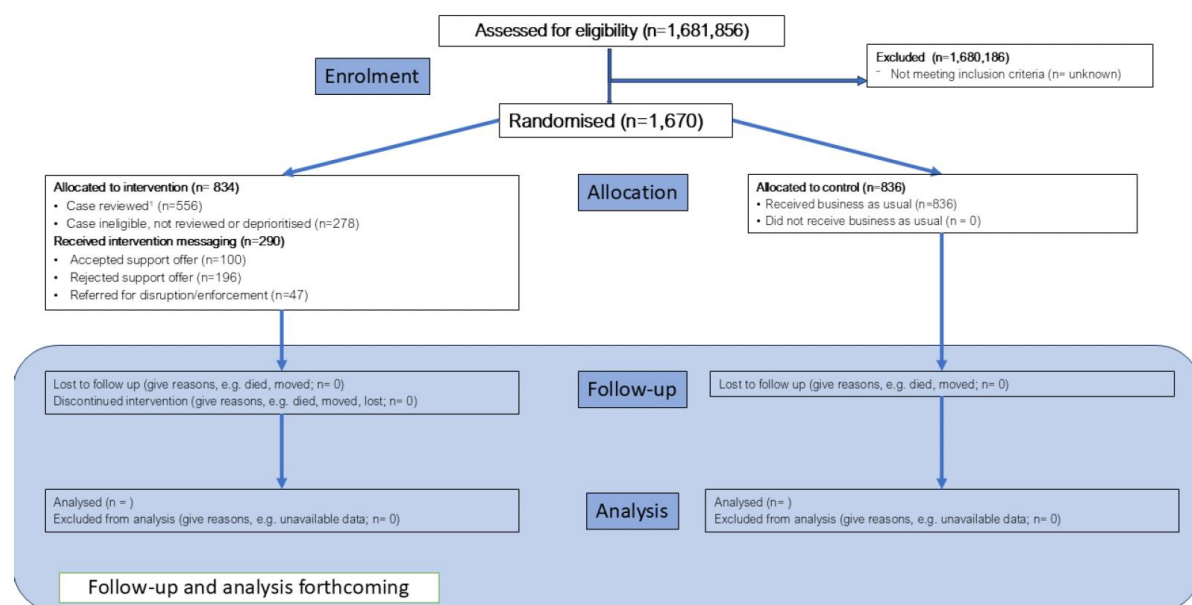 Assessed for eligibility (n=1,681,856)
Enrolment
Excluded (n=1,680,186)
- Not meeting inclusion criteria (n= unknown)
Randomised (n=1,670)
Allocated to intervention (n= 834)
• Case reviewed¹ (n=556)
• Case ineligible, not reviewed or deprioritised (n=278)
Received intervention messaging (n=290)
• Accepted support offer (n=100)
• Rejected support offer (n=196)
• Referred for disruption/enforcement (n=47)
Allocation
Allocated to control (n=836)
• Received business as usual (n=836)
• Did not receive business as usual (n = 0)
Lost to follow up (give reasons, e.g. died, moved; n= 0)
Discontinued intervention (give reasons, e.g. died, moved, lost; n= 0)
Follow-up
Lost to follow up (give reasons, e.g. died, moved; n= 0)
Analysed (n = )
Excluded from analysis (give reasons, e.g. unavailable data; n= 0)
Analysis
Analysed (n= )
Excluded from analysis (give reasons, e.g. unavailable data; n= 0)
Follow-up and analysis forthcoming